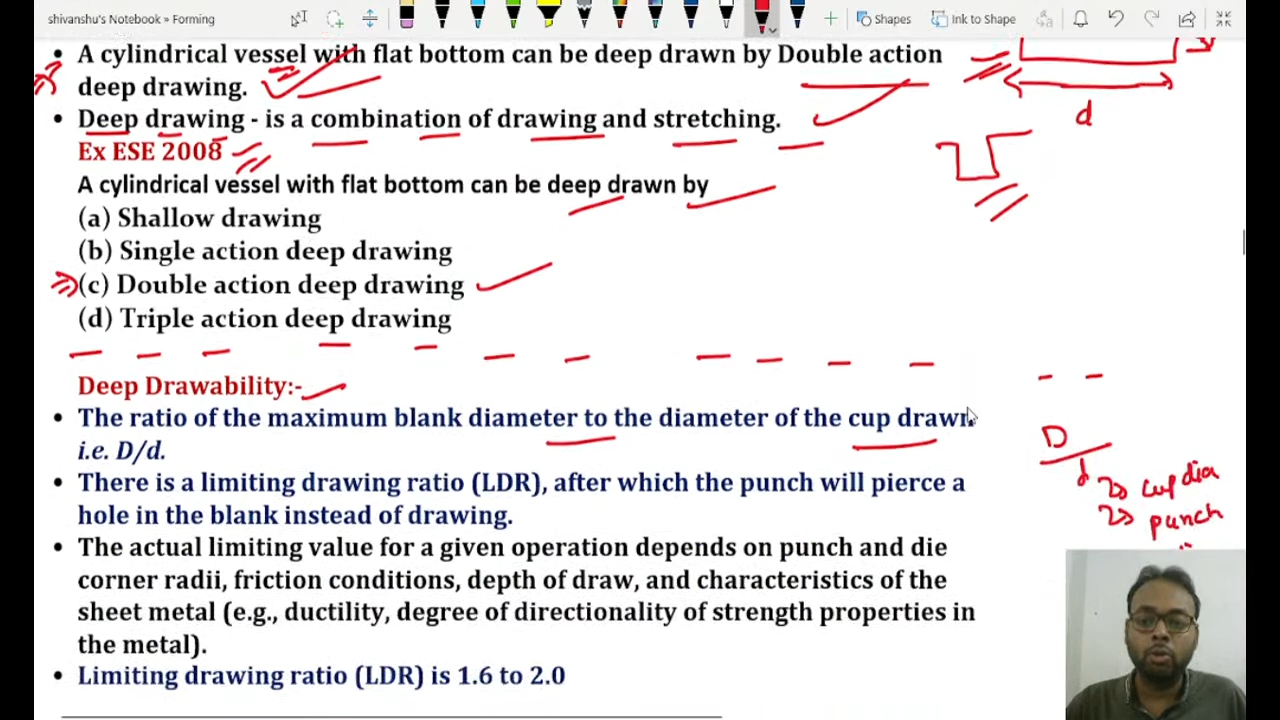 shivanshu's Notebook » Forming
Shapes
Ink to Shape
• A cylindrical vessel with flat bottom can be deep drawn by Double action
deep drawing.
d
• Deep drawing - is a combination of drawing and stretching.
Ex ESE 2008
A cylindrical vessel with flat bottom can be deep drawn by
(a) Shallow drawing
(b) Single action deep drawing
(c) Double action deep drawing
(d) Triple action deep drawing
Deep Drawability:-
• The ratio of the maximum blank diameter to the diameter of the cup drawn
i.e. D/d.
D
d
cup dia
punch
• There is a limiting drawing ratio (LDR), after which the punch will pierce a
hole in the blank instead of drawing.
• The actual limiting value for a given operation depends on punch and die
corner radii, friction conditions, depth of draw, and characteristics of the
sheet metal (e.g., ductility, degree of directionality of strength properties in
the metal).
• Limiting drawing ratio (LDR) is 1.6 to 2.0